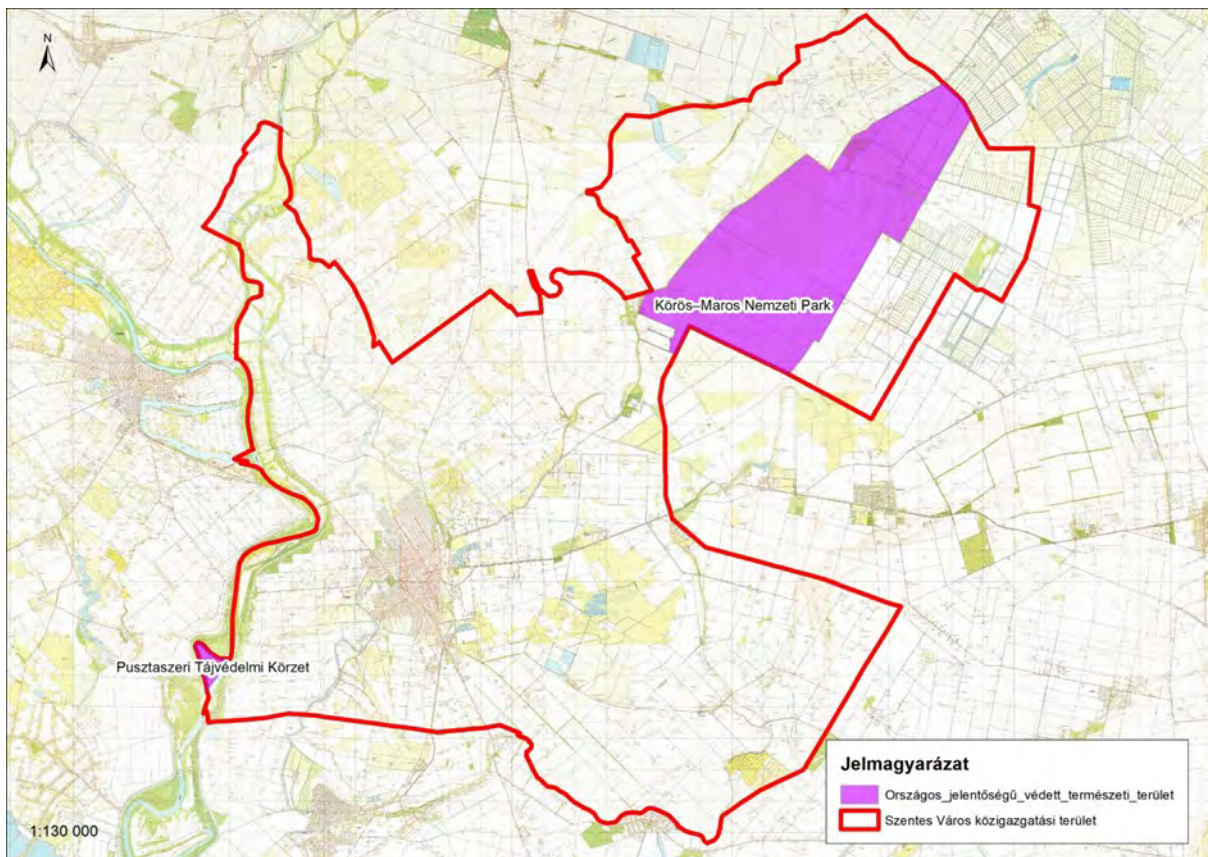 N
Körös–Maros Nemzeti Park
Pusztaszeri Tájvédelmi Körzet
Jelmagyarázat
Országos_jelentőségű_védett_természeti_terület
Szentes Város közigazgatási terület
1:130 000